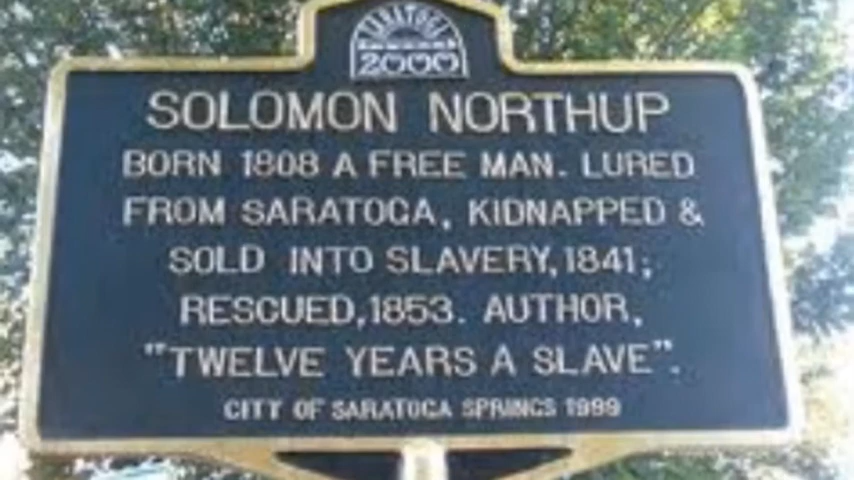 SARATOGA
2000
SOLOMON NORTHUP
BORN 1808 A FREE MAN. LURED
FROM SARATOGA, KIDNAPPED &
SOLD INTO SLAVERY, 1841;
RESCUED, 1853. AUTHOR,
"TWELVE YEARS A SLAVE".
CITY OF SARATOGA SPRINGS 1999